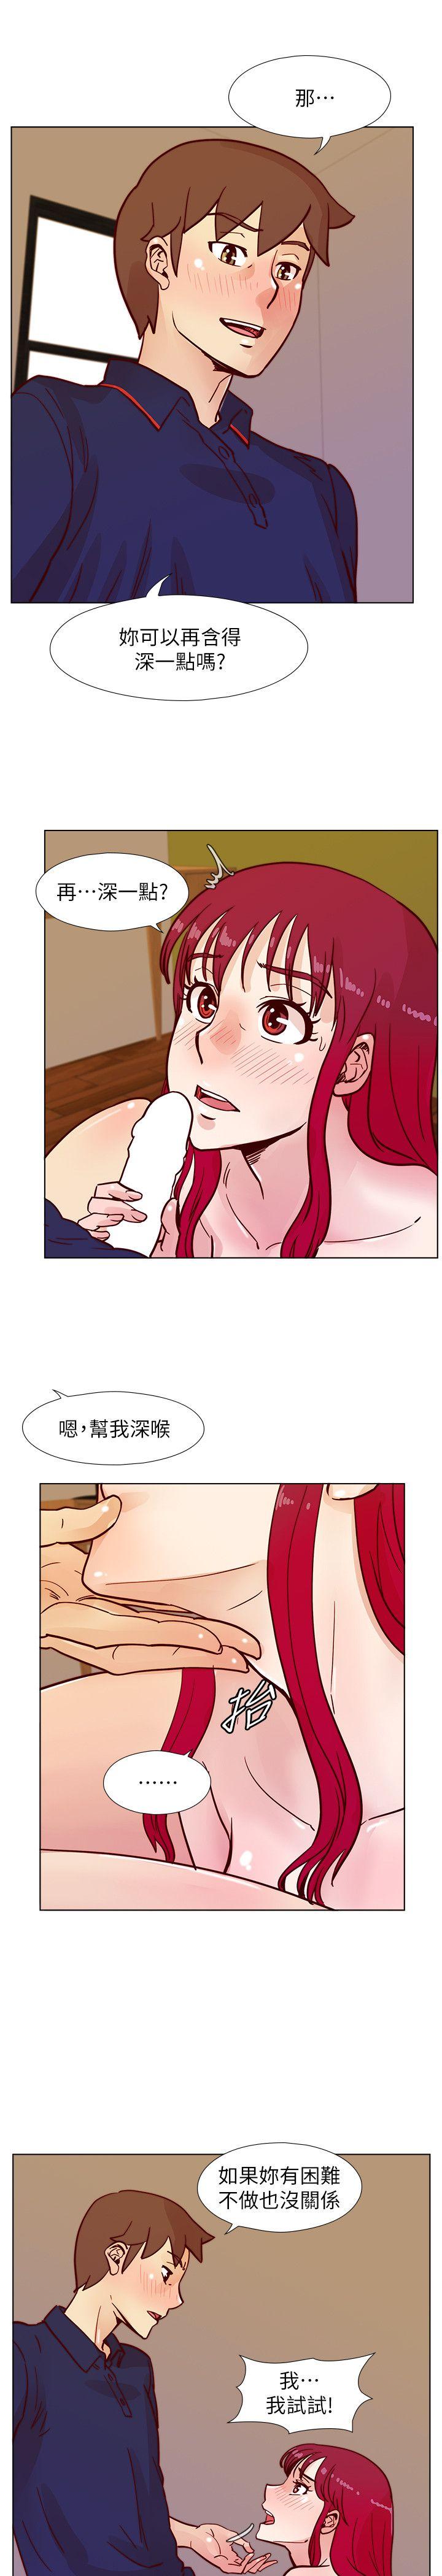 那…
妳可以再含得
深一點嗎?
再…深一點?
嗯,幫我深喉
抬
……
如果妳有困難
不做也沒關係
我…
我試試!